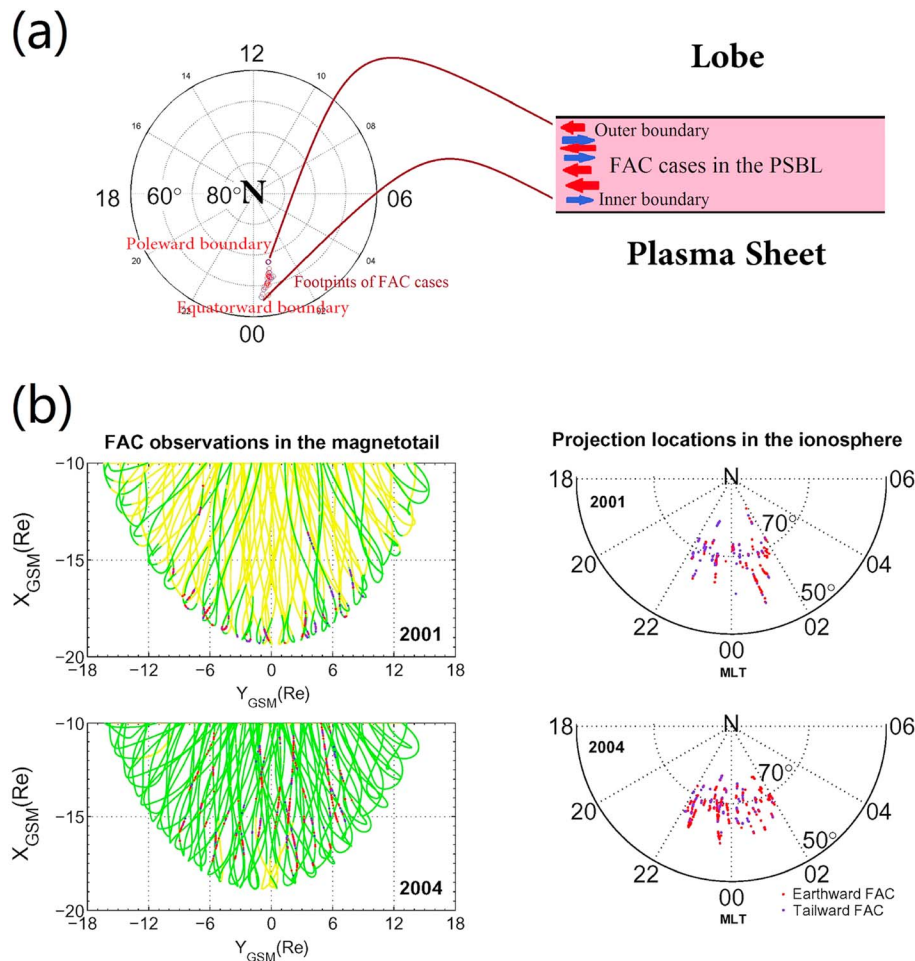 (a)
12
14
10
16
08
18
60°
80°
N
06
Poleward boundary
20
04
Footpints of FAC cases
Equatorward boundary
22
02
00
Lobe
Outer boundary
FAC cases in the PSBL
Inner boundary
Plasma Sheet
(b)
FAC observations in the magnetotail
−10
−15
−20
X_GSM(Re)
2001
−18 −12 −6 0 6 12 18
Y_GSM(Re)
−10
−15
−20
X_GSM(Re)
2004
−18 −12 −6 0 6 12 18
Y_GSM(Re)
Projection locations in the ionosphere
18
N
06
2001
70°
20
04
50°
22
02
00
MLT
18
N
06
2004
70°
20
04
50°
22
02
00
MLT
Earthward FAC
Tailward FAC